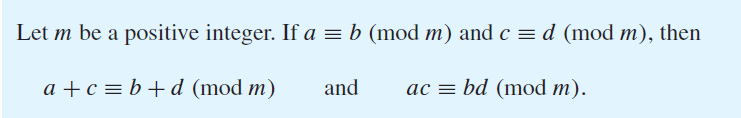 Let m be a positive integer. If a ≡ b (mod m) and c ≡ d (mod m), then
a + c ≡ b + d (mod m) and ac ≡ bd (mod m).